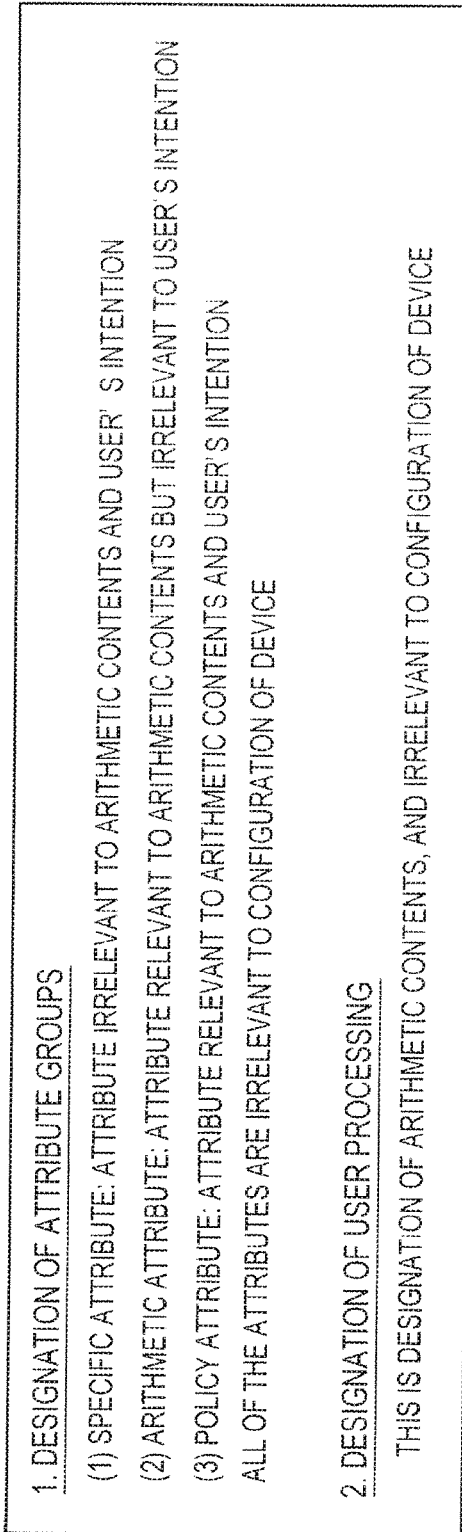 1. DESIGNATION OF ATTRIBUTE GROUPS
(1) SPECIFIC ATTRIBUTE: ATTRIBUTE IRRELEVANT TO ARITHMETIC CONTENTS AND USER' S INTENTION
(2) ARITHMETIC ATTRIBUTE: ATTRIBUTE RELEVANT TO ARITHMETIC CONTENTS BUT IRRELEVANT TO USER'S INTENTION
(3) POLICY ATTRIBUTE: ATTRIBUTE RELEVANT TO ARITHMETIC CONTENTS AND USER'S INTENTION
ALL OF THE ATTRIBUTES ARE IRRELEVANT TO CONFIGURATION OF DEVICE
2. DESIGNATION OF USER PROCESSING
THIS IS DESIGNATION OF ARITHMETIC CONTENTS, AND IRRELEVANT TO CONFIGURATION OF DEVICE